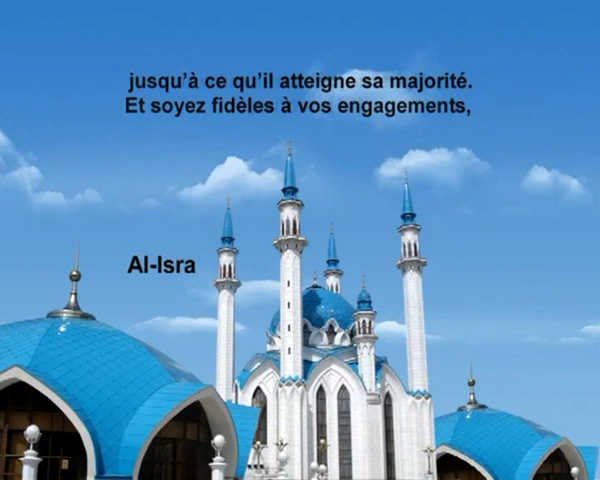 jusqu'à ce qu'il atteigne sa majorité.
Et soyez fidèles à vos engagements,
Al-Isra